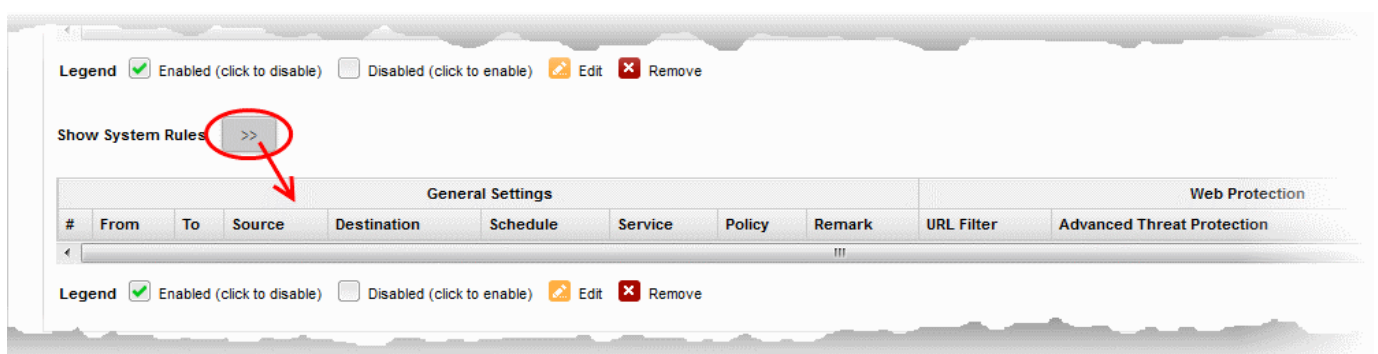 Legend Enabled (click to disable) Disabled (click to enable) Edit Remove
Show System Rules >>
General Settings Web Protection
# From To Source Destination Schedule Service Policy Remark URL Filter Advanced Threat Protection
Legend Enabled (click to disable) Disabled (click to enable) Edit Remove